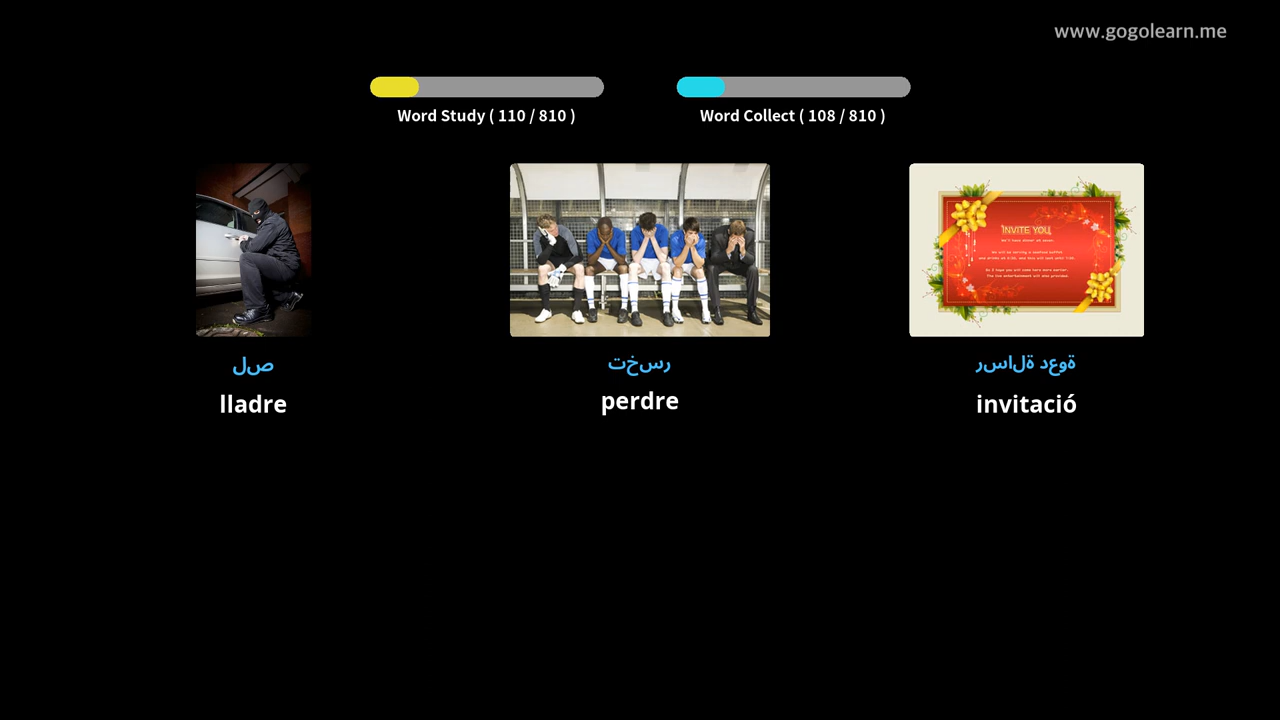 www.gogolearn.me
Word Study ( 110 / 810 )
Word Collect ( 108 / 810 )
INVITE YOU
صل
رسخت
ةوعد ةلاسر
lladre
perdre
invitació